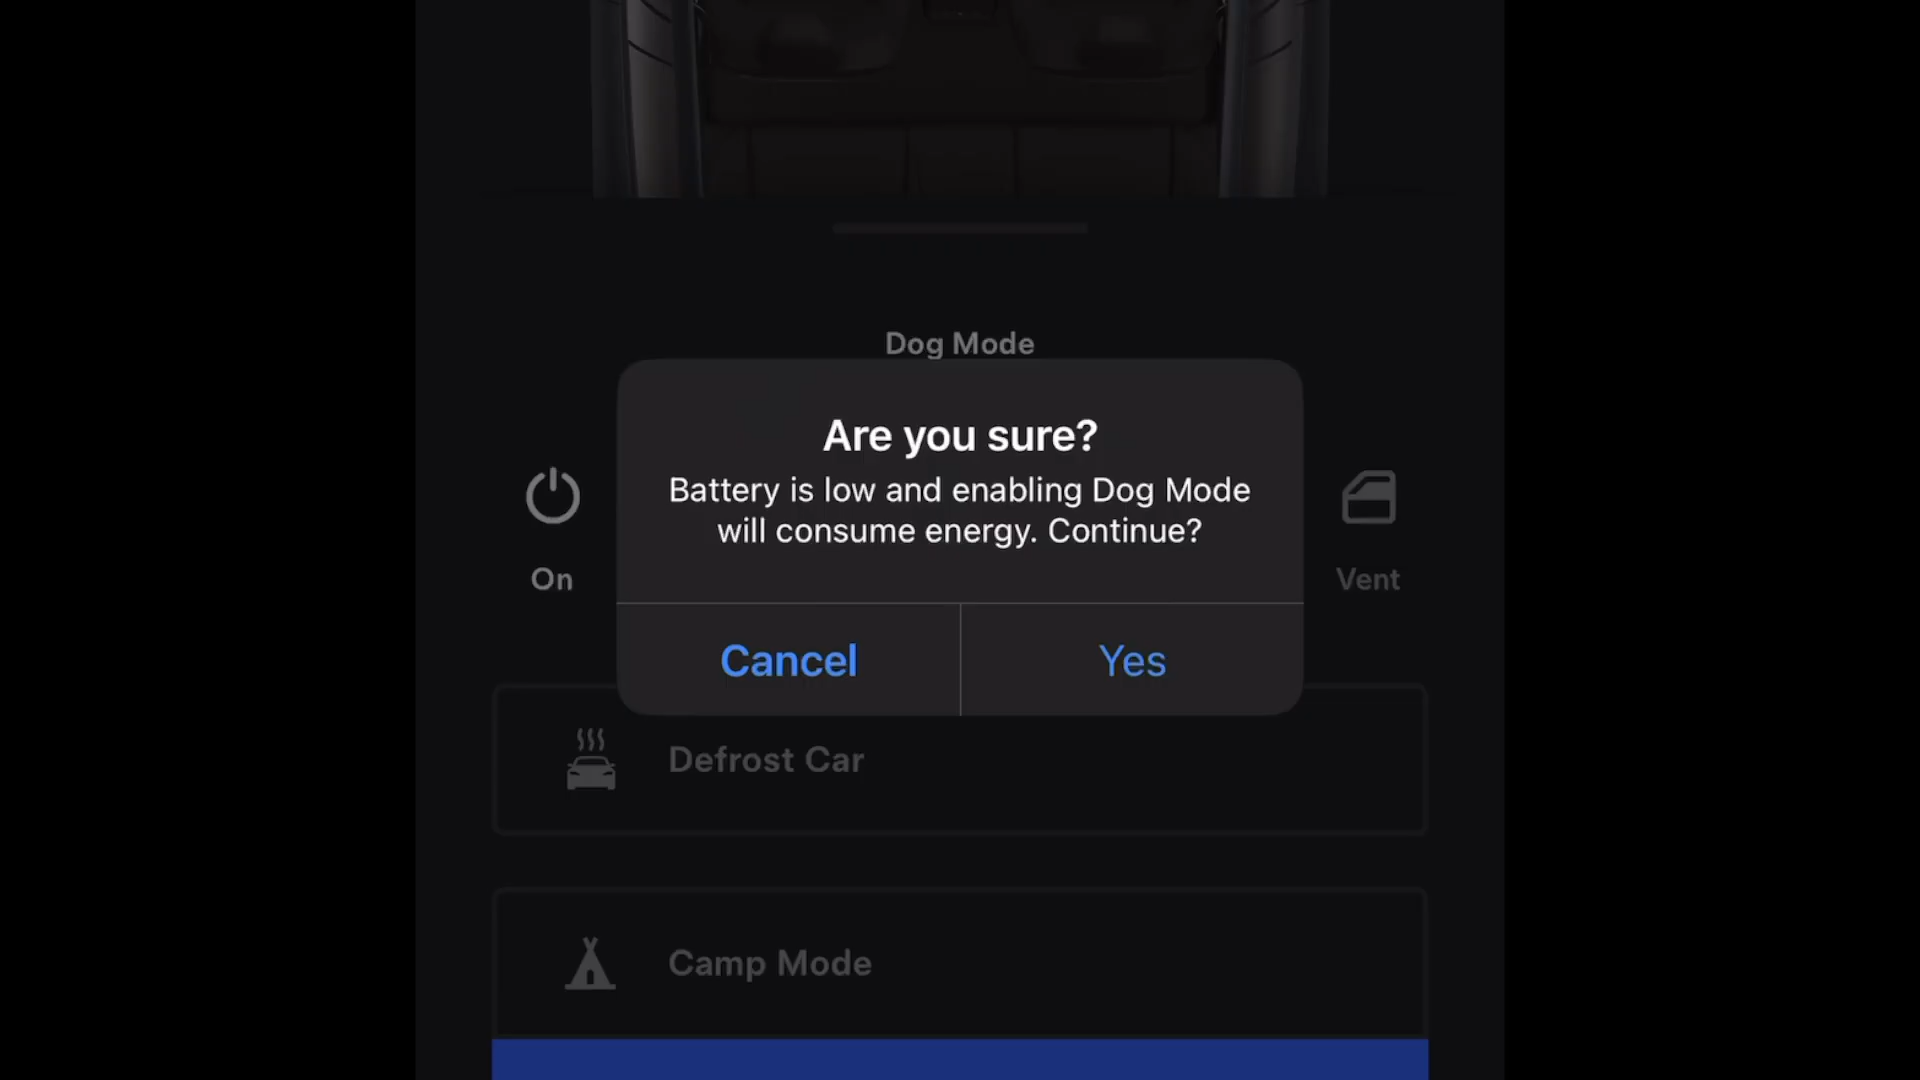 Dog Mode
Are you sure?
Battery is low and enabling Dog Mode
will consume energy. Continue?
On
Vent
Cancel
Yes
Defrost Car
Camp Mode